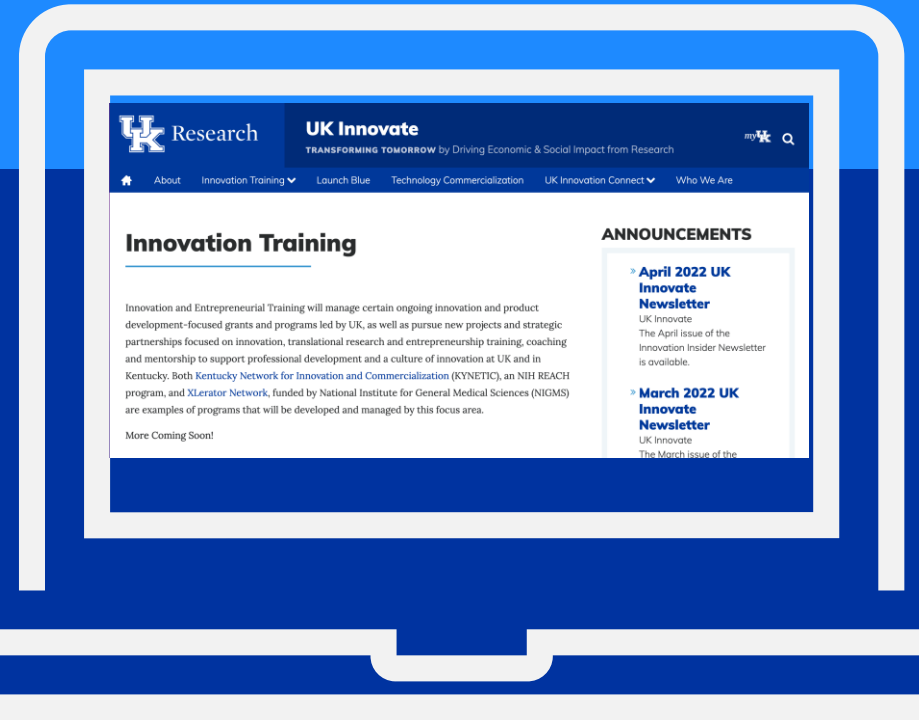 UK Research
UK Innovate
TRANSFORMING TOMORROW by Driving Economic & Social Impact from Research
myUK
About
Innovation Training
Launch Blue
Technology Commercialization
UK Innovation Connect
Who We Are
Innovation Training
Innovation and Entrepreneurial Training will manage certain ongoing innovation and product
development-focused grants and programs led by UK, as well as pursue new projects and strategic
partnerships focused on innovation, translational research and entrepreneurship training, coaching
and mentorship to support professional development and a culture of innovation at UK and in
Kentucky. Both Kentucky Network for Innovation and Commercialization (KYNETIC), an NIH REACH
program, and XLerator Network, funded by National Institute for General Medical Sciences (NIGMS)
are examples of programs that will be developed and managed by this focus area.
More Coming Soon!
ANNOUNCEMENTS
» April 2022 UK
Innovate
Newsletter
UK Innovate
The April issue of the
Innovation Insider Newsletter
is available.
» March 2022 UK
Innovate
Newsletter
UK Innovate
The March issue of the